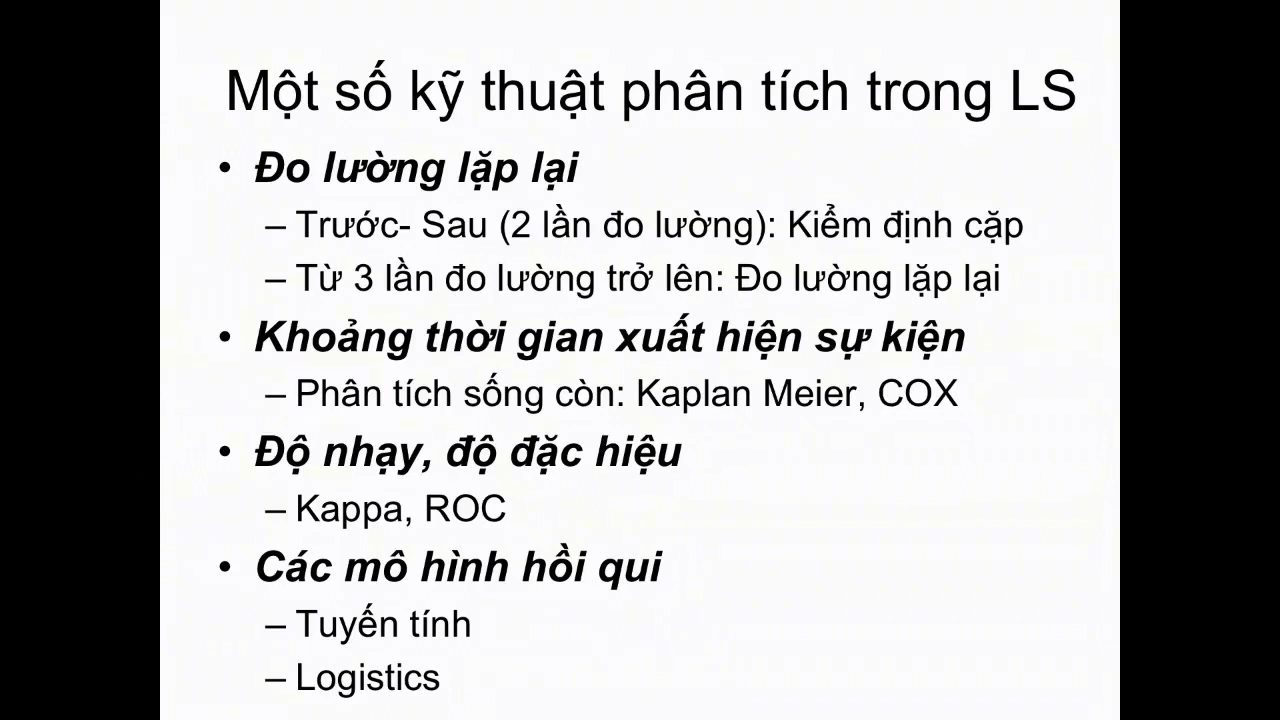 Một số kỹ thuật phân tích trong LS
• Đo lường lặp lại
– Trước- Sau (2 lần đo lường): Kiểm định cặp
– Từ 3 lần đo lường trở lên: Đo lường lặp lại
• Khoảng thời gian xuất hiện sự kiện
– Phân tích sống còn: Kaplan Meier, COX
• Độ nhạy, độ đặc hiệu
– Kappa, ROC
• Các mô hình hồi qui
– Tuyến tính
– Logistics